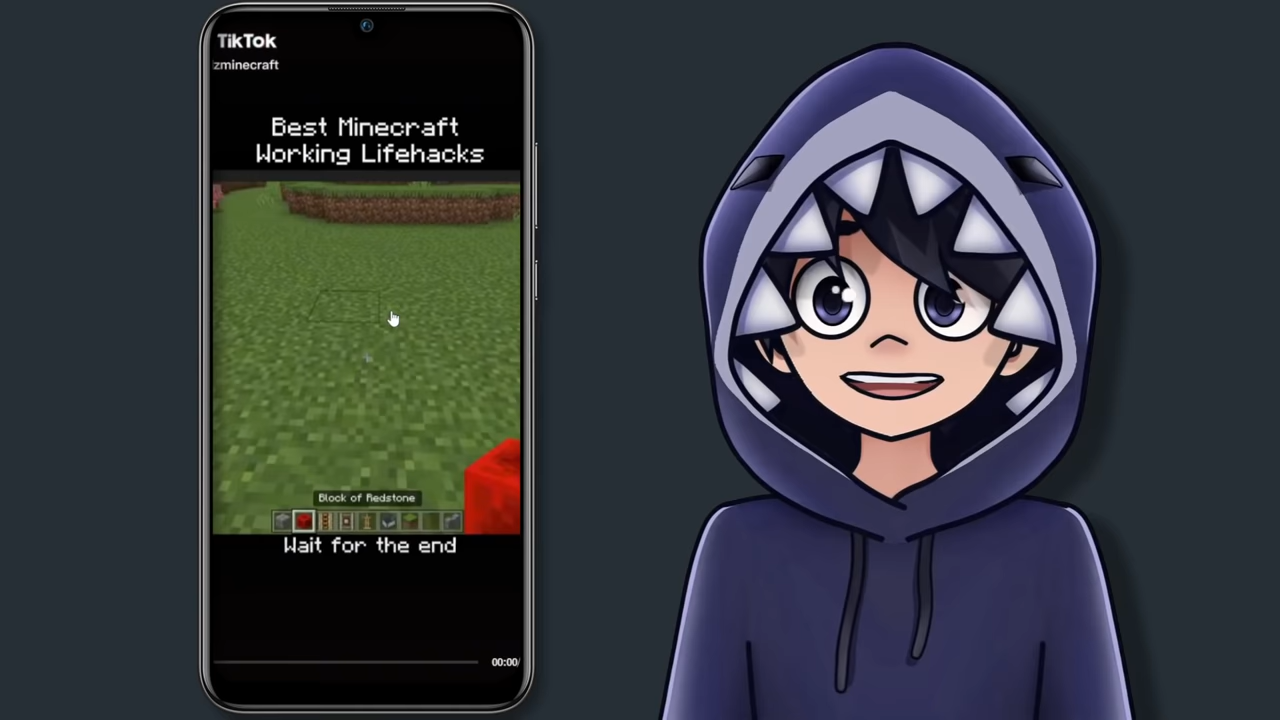 TikTok
zminecraft
Best Minecraft
Working Lifehacks
Block of Redstone
Wait for the end
00:00/